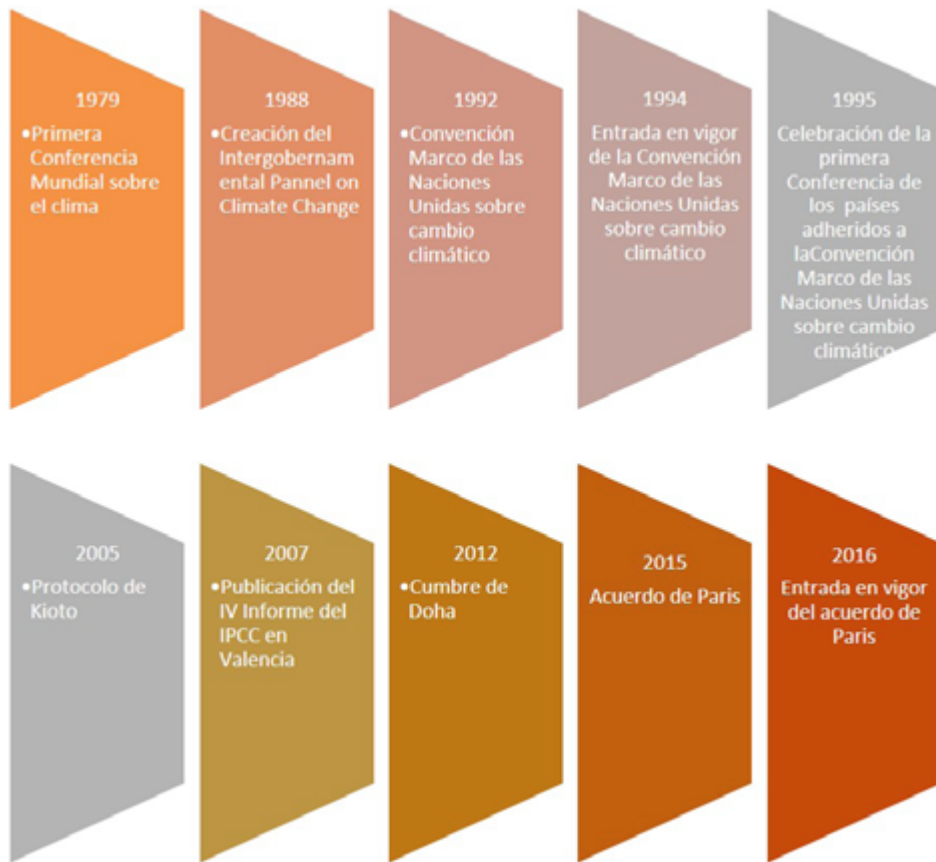 1979
•Primera
Conferencia
Mundial sobre
el clima
1988
•Creación del
Intergobernam
ental Pannel on
Climate Change
1992
•Convención
Marco de las
Naciones
Unidas sobre
cambio
climático
1994
Entrada en vigor
de la Convención
Marco de las
Naciones Unidas
sobre cambio
climático
1995
Celebración de la
primera
Conferencia de
los países
adheridos a
laConvención
Marco de las
Naciones Unidas
sobre cambio
climático
2005
•Protocolo de
Kioto
2007
•Publicación del
IV Informe del
IPCC en
Valencia
2012
•Cumbre de
Doha
2015
Acuerdo de Paris
2016
Entrada en vigor
del acuerdo de
Paris